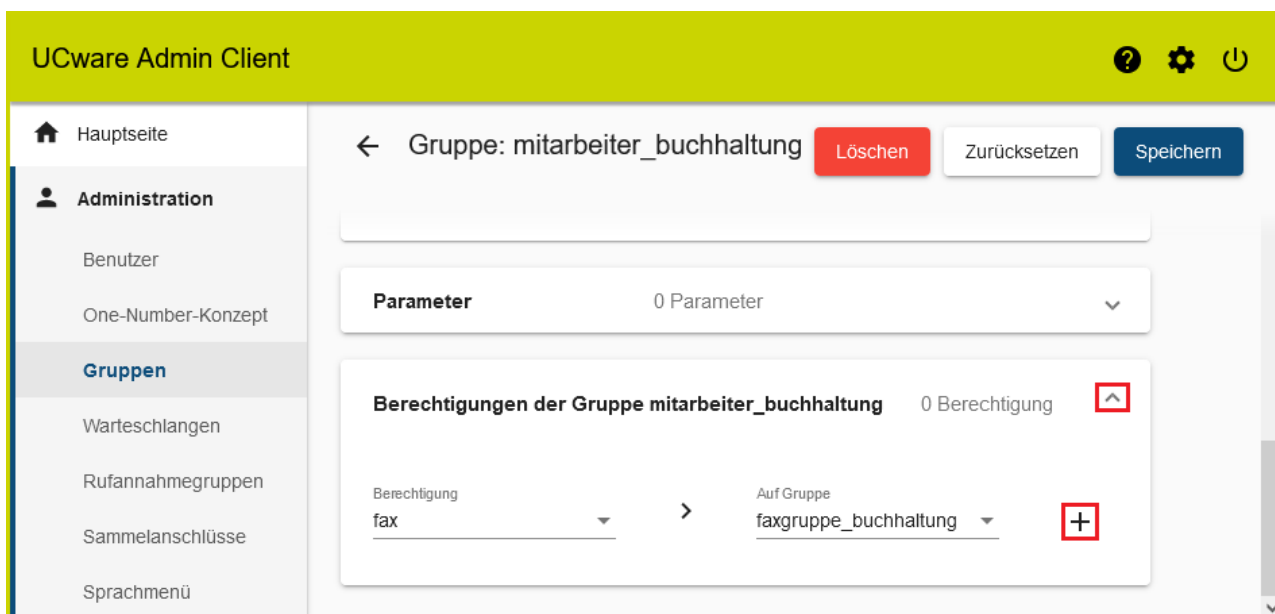 UCware Admin Client
Hauptseite
Administration
Benutzer
One-Number-Konzept
Gruppen
Warteschlangen
Rufannahmegruppen
Sammelanschlüsse
Sprachmenü
Gruppe: mitarbeiter_buchhaltung
Löschen
Zurücksetzen
Speichern
Parameter 0 Parameter
Berechtigungen der Gruppe mitarbeiter_buchhaltung 0 Berechtigung
Berechtigung
fax
Auf Gruppe
faxgruppe_buchhaltung